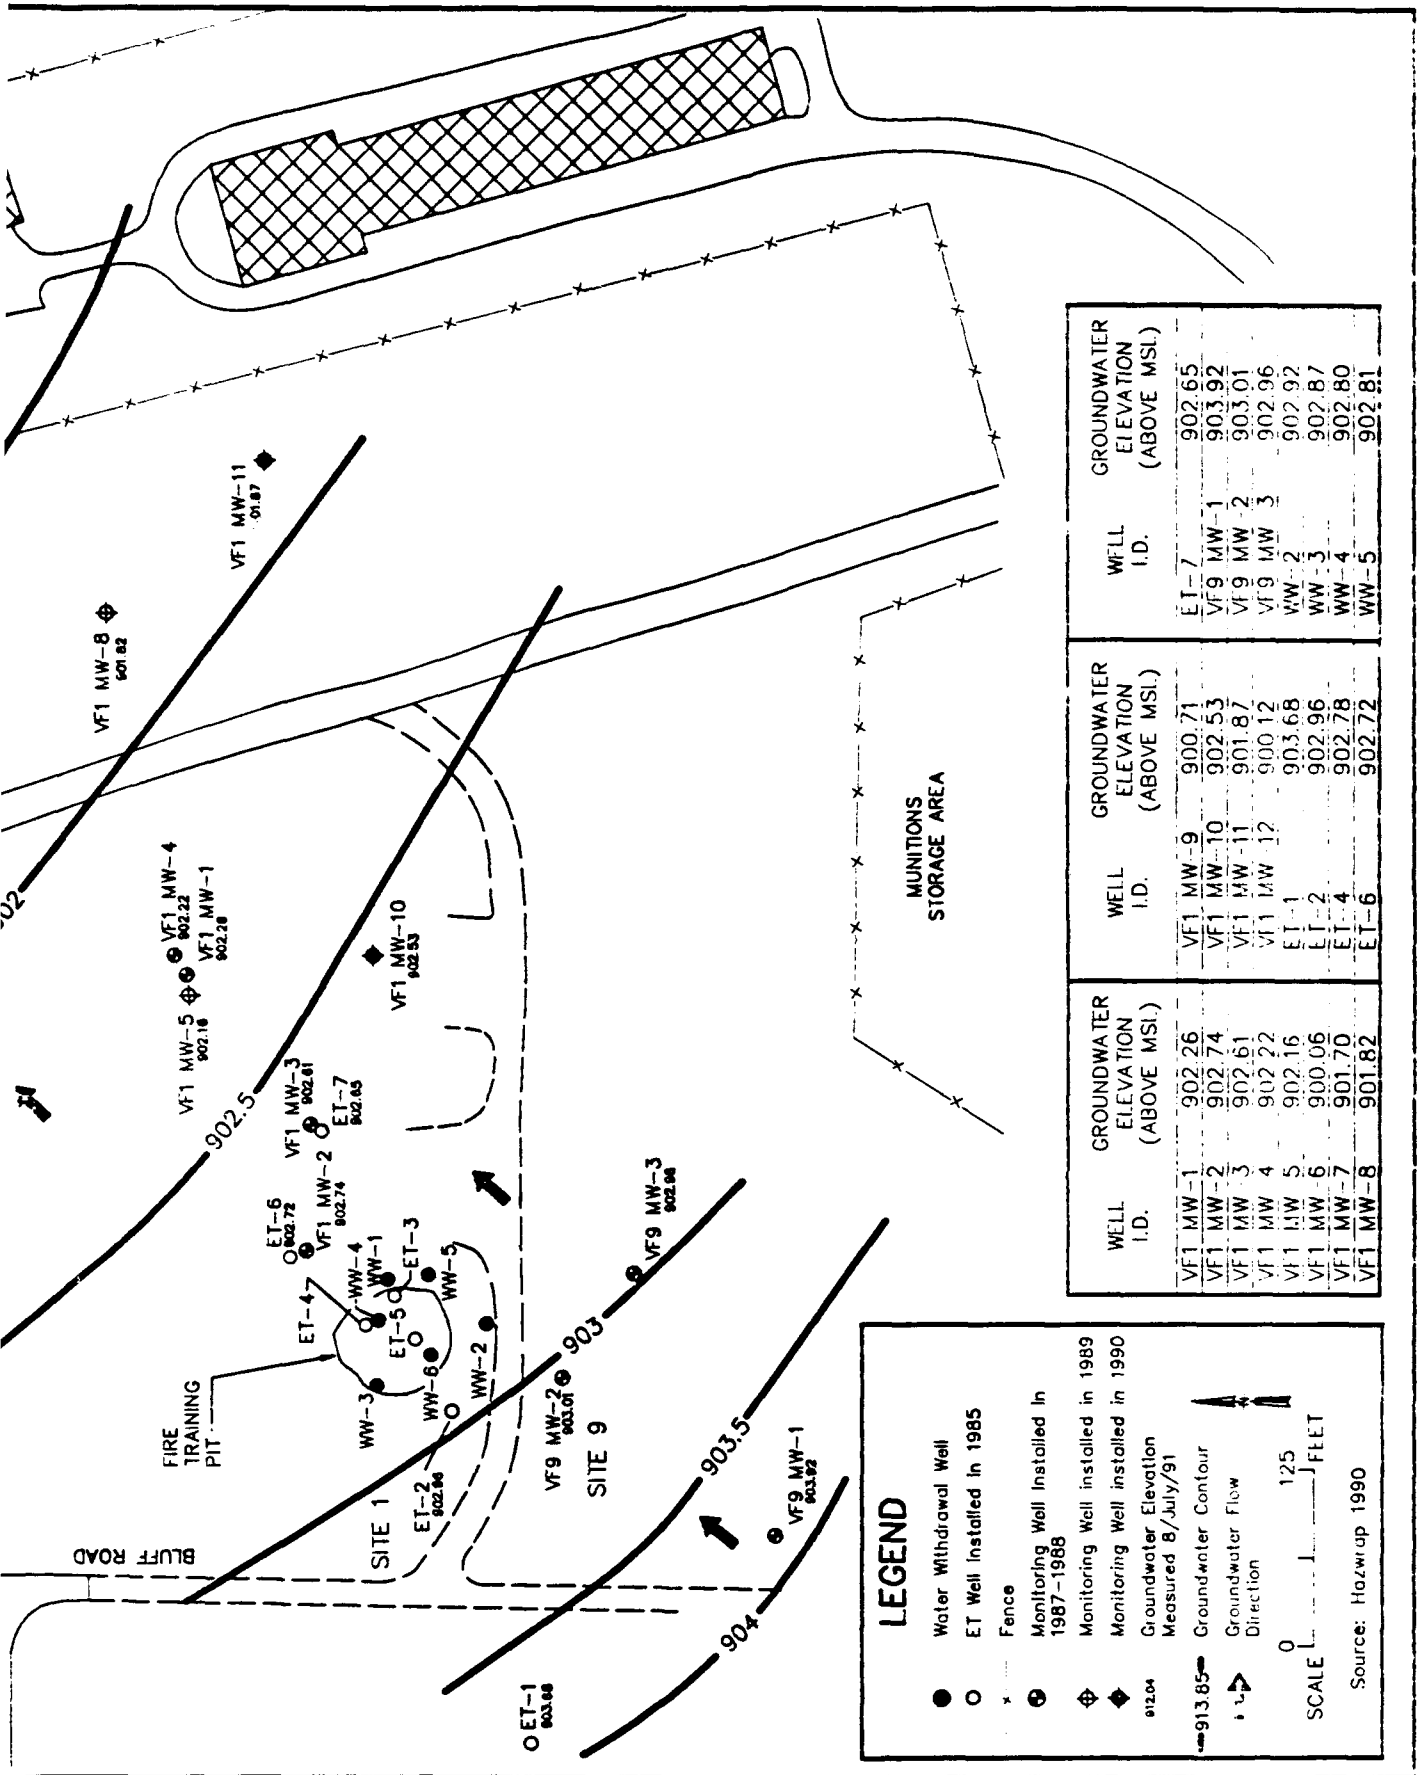 VF1 MW-11
VF1 MW-8
901.82
VF1 MW-4
902.22
VF1 MW-1
902.26
VF1 MW-5
902.16
VF1 MW-10
902.53
902.5
VF1 MW-3
902.61
ET-7
902.65
ET-6
902.72
VF1 MW-2
902.74
WW-4
WW-1
ET-3
ET-4
ET-5
WW-5
WW-6
WW-2
WW-3
FIRE
TRAINING
PIT
BLUFF ROAD
SITE 1
ET-2
902.96
VF9 MW-3
902.96
903
VF9 MW-2
903.01
SITE 9
903.5
VF9 MW-1
903.92
904
ET-1
903.68
MUNITIONS
STORAGE AREA
LEGEND
Water Withdrawal Well
ET Well Installed In 1985
Fence
Monitoring Well Installed In
1987-1988
Monitoring Well installed in 1989
Monitoring Well installed in 1990
912.04 Groundwater Elevation
Measured 8/July/91
913.85 Groundwater Contour
Groundwater Flow
Direction
0 125
SCALE FEET
Source: Hazwrap 1990
WELL I.D. GROUNDWATER ELEVATION (ABOVE MSL)
VF1 MW-1 902.26
VF1 MW-2 902.74
VF1 MW-3 902.61
VF1 MW 4 902.22
VF1 MW 5 902.16
VF1 MW-6 900.06
VF1 MW-7 901.70
VF1 MW-8 901.82
WELL I.D. GROUNDWATER ELEVATION (ABOVE MSL)
VF1 MW-9 900.71
VF1 MW-10 902.53
VF1 MW-11 901.87
VF1 MW-12 900.12
ET-1 903.68
ET-2 902.96
ET-4 902.78
ET-6 902.72
WELL I.D. GROUNDWATER ELEVATION (ABOVE MSL)
ET-7 902.65
VF9 MW-1 903.92
VF9 MW-2 903.01
VF9 MW 3 902.96
WW-2 902.92
WW-3 902.87
WW-4 902.80
WW-5 902.81